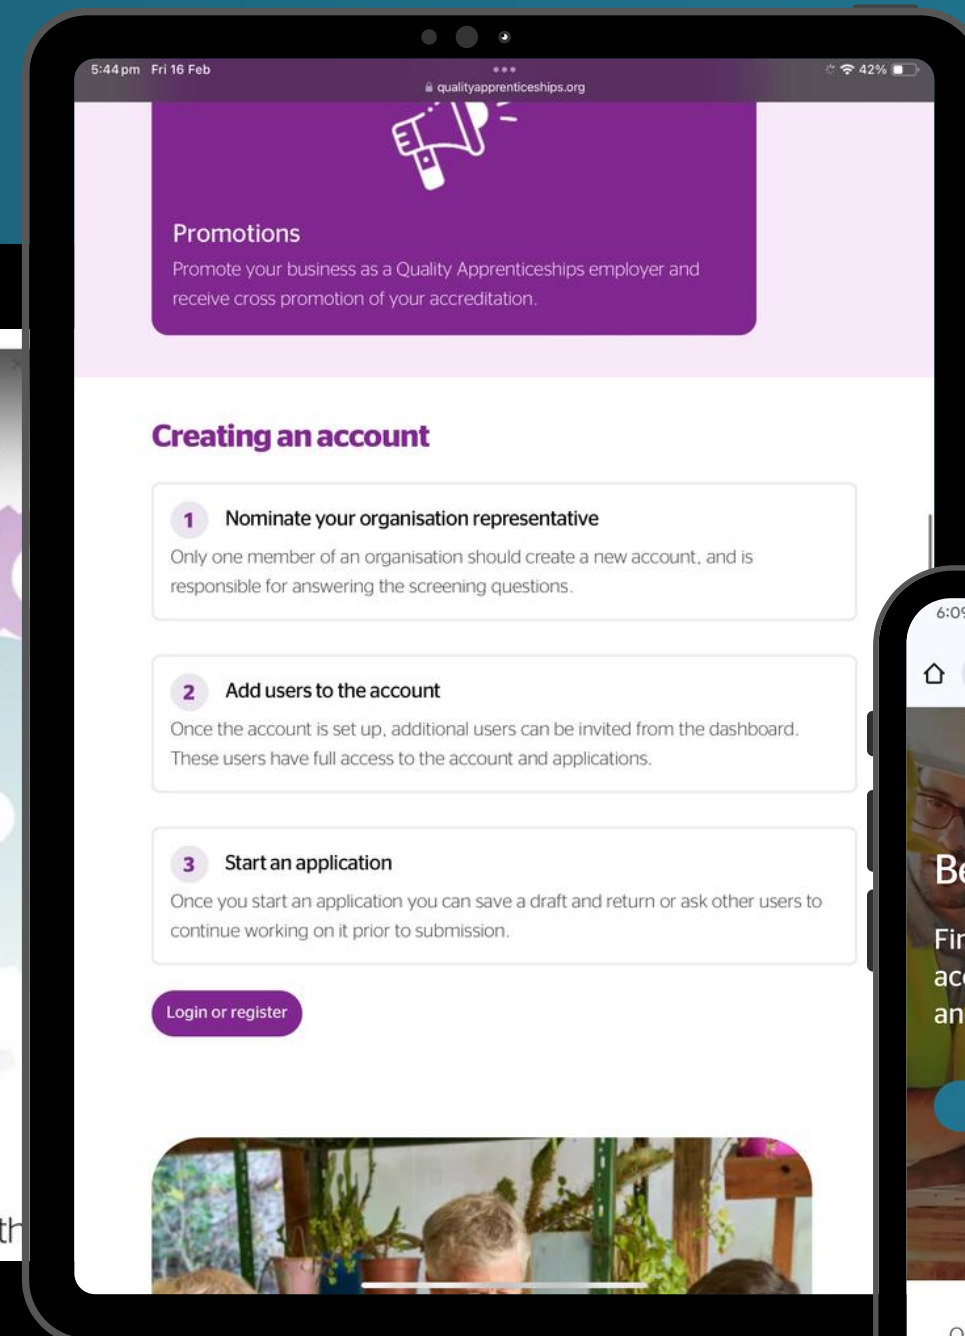 5:44 pm Fri 16 Feb
42%
qualityapprenticeships.org
Promotions
Promote your business as a Quality Apprenticeships employer and
receive cross promotion of your accreditation.
Creating an account
1 Nominate your organisation representative
Only one member of an organisation should create a new account, and is
responsible for answering the screening questions.
2 Add users to the account
Once the account is set up, additional users can be invited from the dashboard.
These users have full access to the account and applications.
3 Start an application
Once you start an application you can save a draft and return or ask other users to
continue working on it prior to submission.
Login or register